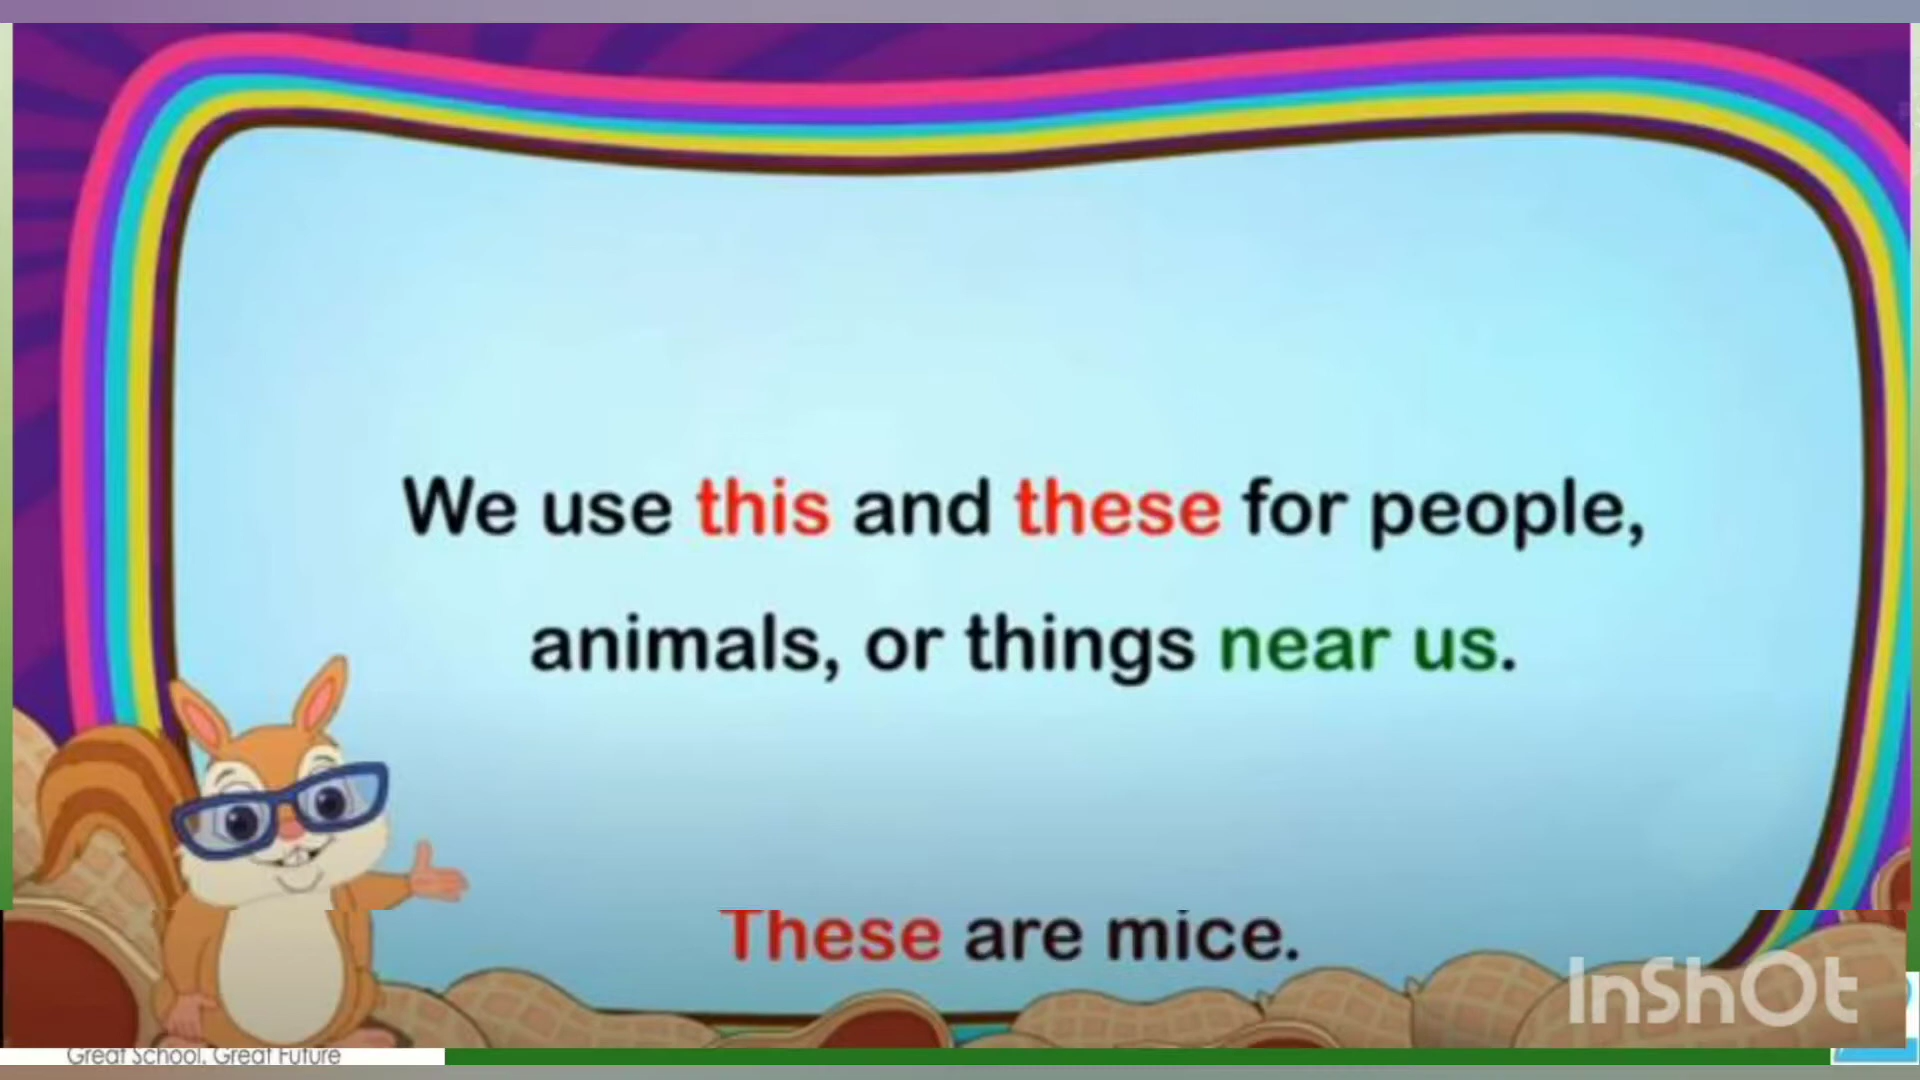 We use this and these for people,
animals, or things near us.
These are mice.
InShOt
Great School, Great Future